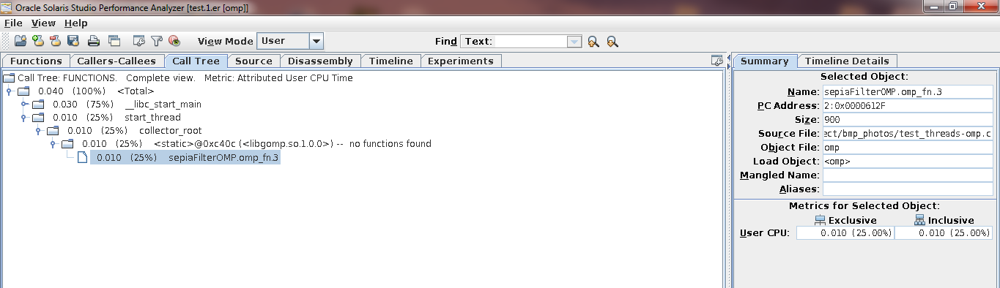 Oracle Solaris Studio Performance Analyzer [test.1.er [omp]]
File View Help
View Mode User Find Text:
Functions Callers-Callees Call Tree Source Disassembly Timeline Experiments
Call Tree: FUNCTIONS. Complete view. Metric: Attributed User CPU Time
0.040 (100%) <Total>
0.030 (75%) __libc_start_main
0.010 (25%) start_thread
0.010 (25%) collector_root
0.010 (25%) <static>@0xc40c (<libgomp.so.1.0.0>) -- no functions found
0.010 (25%) sepiaFilterOMP.omp_fn.3
Summary Timeline Details
Selected Object:
Name: sepiaFilterOMP.omp_fn.3
PC Address: 2:0x0000612F
Size: 900
Source File: ect/bmp_photos/test_threads-omp.c
Object File: omp
Load Object: <omp>
Mangled Name:
Aliases:
Metrics for Selected Object:
Exclusive Inclusive
User CPU: 0.010 (25.00%) 0.010 (25.00%)